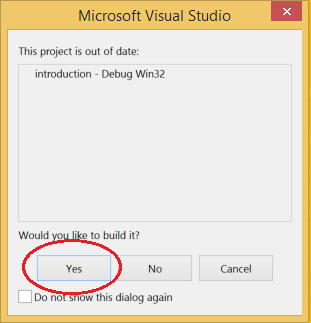 Microsoft Visual Studio
This project is out of date:
introduction - Debug Win32
Would you like to build it?
Yes
No
Cancel
Do not show this dialog again